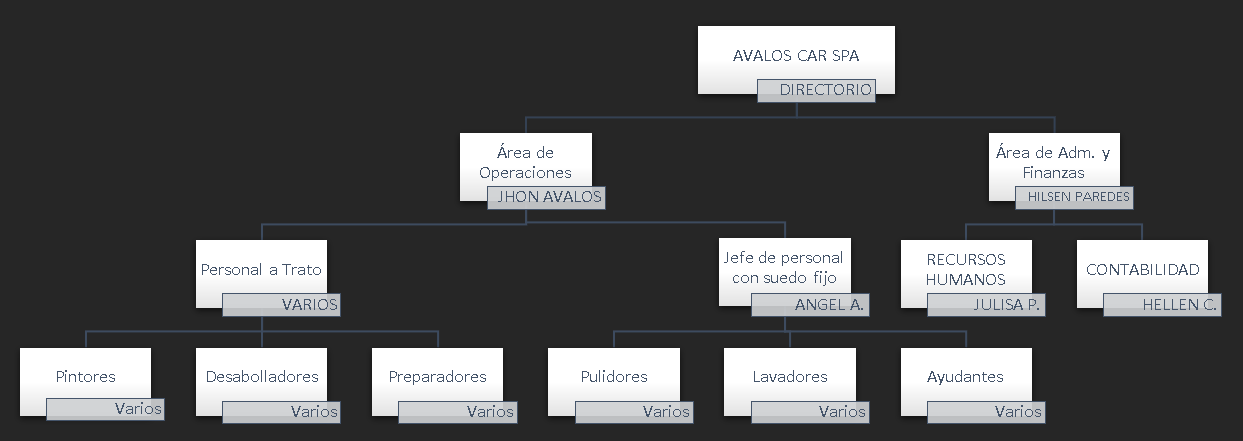 AVALOS CAR SPA
DIRECTORIO
Área de
Operaciones
JHON AVALOS
Área de Adm. y
Finanzas
HILSEN PAREDES
Personal a Trato
VARIOS
Jefe de personal
con suedo fijo
ANGEL A.
RECURSOS
HUMANOS
JULISA P.
CONTABILIDAD
HELLEN C.
Pintores
Varios
Desabolladores
Varios
Preparadores
Varios
Pulidores
Varios
Lavadores
Varios
Ayudantes
Varios